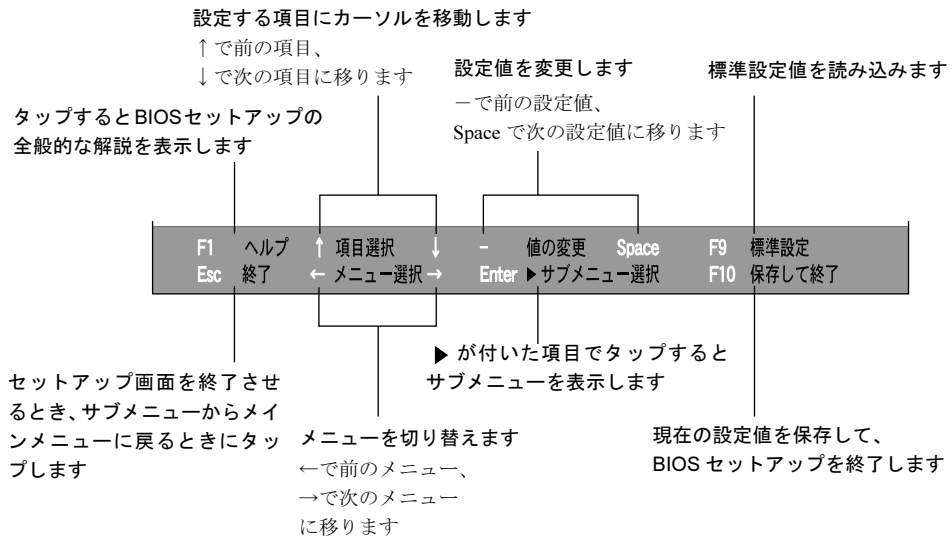 設定する項目にカーソルを移動します
↑で前の項目、
↓で次の項目に移ります
設定値を変更します
－で前の設定値、
Space で次の設定値に移ります
標準設定値を読み込みます
タップするとBIOSセットアップの
全般的な解説を表示します
F1 ヘルプ ↑ 項目選択 ↓ - 値の変更 Space F9 標準設定
Esc 終了 ← メニュー選択 → Enter ▶サブメニュー選択 F10 保存して終了
▶ が付いた項目でタップすると
サブメニューを表示します
セットアップ画面を終了させ
るとき、サブメニューからメイ
ンメニューに戻るときにタッ
プします
メニューを切り替えます
←で前のメニュー、
→で次のメニュー
に移ります
現在の設定値を保存して、
BIOS セットアップを終了します